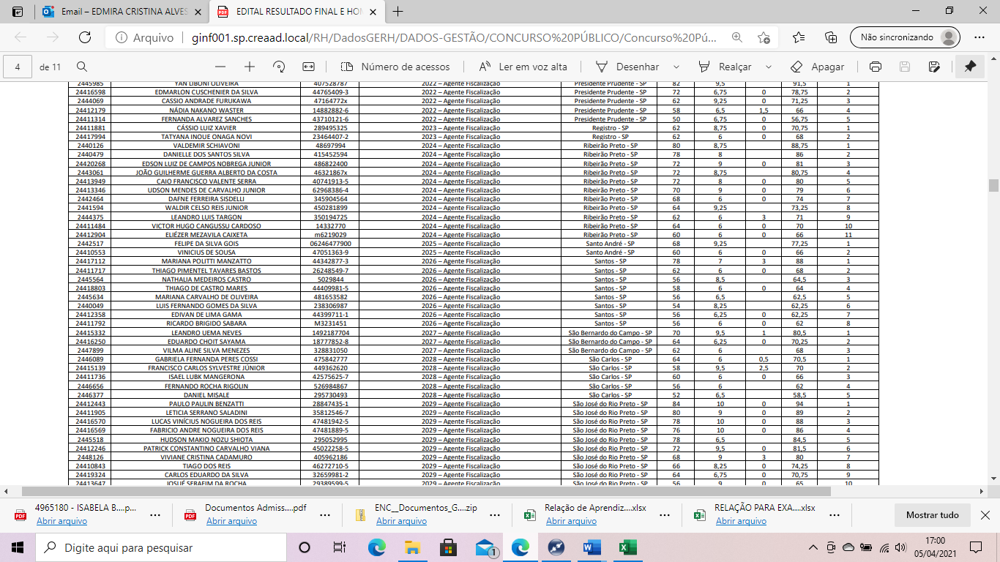 Email – EDMIRA CRISTINA ALVES
EDITAL RESULTADO FINAL E HOM
Arquivo ginf001.sp.creaad.local/RH/DadosGERH/DADOS-GESTÃO/CONCURSO%20PÚBLICO/Concurso%20Pú... Não sincronizando
4 de 11 Número de acessos Ler em voz alta Desenhar Realçar Apagar
2445985 YAN LIBONI OLIVEIRA 407528787 2022 – Agente Fiscalização Presidente Prudente - SP 82 9,5 91,5 1
24416598 EDMARLON CUSCHENIER DA SILVA 44765409-3 2022 – Agente Fiscalização Presidente Prudente - SP 72 6,75 0 78,75 2
2444069 CASSIO ANDRADE FURUKAWA 47164772x 2022 – Agente Fiscalização Presidente Prudente - SP 62 9,25 0 71,25 3
24412179 NÁDIA NAKANO WASTER 14882882-6 2022 – Agente Fiscalização Presidente Prudente - SP 58 6,5 1,5 66 4
24411314 FERNANDA ALVAREZ SANCHES 43710121-6 2022 – Agente Fiscalização Presidente Prudente - SP 50 6,75 0 56,75 5
24411881 CÁSSIO LUIZ XAVIER 289495325 2023 – Agente Fiscalização Registro - SP 62 8,75 0 70,75 1
24417994 TATYANA INOUE ONAGA NOVI 23464407-2 2023 – Agente Fiscalização Registro - SP 62 6 0 68 2
2440126 VALDEMIR SCHIAVONI 48697994 2024 – Agente Fiscalização Ribeirão Preto - SP 80 8,75 88,75 1
2440479 DANIELLE DOS SANTOS SILVA 415452594 2024 – Agente Fiscalização Ribeirão Preto - SP 78 8 86 2
24420268 EDSON LUIZ DE CAMPOS NOBREGA JUNIOR 486822400 2024 – Agente Fiscalização Ribeirão Preto - SP 72 9 0 81 3
2443061 JOÃO GUILHERME GUERRA ALBERTO DA COSTA 46321867x 2024 – Agente Fiscalização Ribeirão Preto - SP 72 8,75 80,75 4
24413949 CAIO FRANCISCO VALENTE SERRA 40741913-5 2024 – Agente Fiscalização Ribeirão Preto - SP 72 8 0 80 5
24413346 UDSON MENDES DE CARVALHO JUNIOR 62968386-4 2024 – Agente Fiscalização Ribeirão Preto - SP 70 9 0 79 6
2442464 DAFNE FERREIRA SISDELLI 345904564 2024 – Agente Fiscalização Ribeirão Preto - SP 68 6 0 74 7
2441594 WALDIR CELSO REIS JUNIOR 450281899 2024 – Agente Fiscalização Ribeirão Preto - SP 64 9,25 73,25 8
2444375 LEANDRO LUIS TARGON 350194725 2024 – Agente Fiscalização Ribeirão Preto - SP 62 6 3 71 9
24411484 VICTOR HUGO CANGUSSU CARDOSO 14332770 2024 – Agente Fiscalização Ribeirão Preto - SP 64 6 0 70 10
24412904 ELIÉZER MEZAVILA CAIXETA m6219029 2024 – Agente Fiscalização Ribeirão Preto - SP 60 6 0 66 11
2442517 FELIPE DA SILVA GOIS 06246477900 2025 – Agente Fiscalização Santo André - SP 68 9,25 77,25 1
24410553 VINICIUS DE SOUSA 47051363-9 2025 – Agente Fiscalização Santo André - SP 60 6 0 66 2
24417112 MARIANA POLITTI MANZATTO 44342877-3 2026 – Agente Fiscalização Santos - SP 78 7 3 88 1
24411717 THIAGO PIMENTEL TAVARES BASTOS 26248549-7 2026 – Agente Fiscalização Santos - SP 62 6 0 68 2
2445564 NATHALIA MEDEIROS CASTRO 5029844 2026 – Agente Fiscalização Santos - SP 56 8,5 64,5 3
24418803 THIAGO DE CASTRO MARES 44409981-5 2026 – Agente Fiscalização Santos - SP 58 6 0 64 4
2445634 MARIANA CARVALHO DE OLIVEIRA 481653582 2026 – Agente Fiscalização Santos - SP 56 6,5 62,5 5
2440049 LUIS FERNANDO GOMES DA SILVA 238306987 2026 – Agente Fiscalização Santos - SP 54 8,25 62,25 6
24412358 EDIVAN DE LIMA GAMA 44399711-1 2026 – Agente Fiscalização Santos - SP 56 6,25 0 62,25 7
24411792 RICARDO BRIGIDO SABARA M3231451 2026 – Agente Fiscalização Santos - SP 56 6 0 62 8
24415332 LEANDRO UEMA NEVES 1492187704 2027 – Agente Fiscalização São Bernardo do Campo - SP 70 9,5 1 80,5 1
24416250 EDUARDO CHOIT SAYAMA 18777852-8 2027 – Agente Fiscalização São Bernardo do Campo - SP 64 6,25 0 70,25 2
2447899 VILMA ALINE SILVA MENEZES 328831050 2027 – Agente Fiscalização São Bernardo do Campo - SP 62 6 68 3
2446089 GABRIELA FERNANDA PERES COSSI 475842777 2028 – Agente Fiscalização São Carlos - SP 64 6 0,5 70,5 1
24415139 FRANCISCO CARLOS SYLVESTRE JÚNIOR 449362620 2028 – Agente Fiscalização São Carlos - SP 58 9,5 2,5 70 2
24411736 ISAEL LUBK MANGERONA 42575625-7 2028 – Agente Fiscalização São Carlos - SP 60 6 0 66 3
2446656 FERNANDO ROCHA RIGOLIN 526984867 2028 – Agente Fiscalização São Carlos - SP 56 6 62 4
2446377 DANIEL MISALE 295730493 2028 – Agente Fiscalização São Carlos - SP 52 6,5 58,5 5
24412443 PAULO PAULIN BENZATTI 28847435-1 2029 – Agente Fiscalização São José do Rio Preto - SP 84 10 0 94 1
24411905 LETICIA SERRANO SALADINI 35812546-7 2029 – Agente Fiscalização São José do Rio Preto - SP 80 9 0 89 2
24416570 LUCAS VINÍCIUS NOGUEIRA DOS REIS 47481942-5 2029 – Agente Fiscalização São José do Rio Preto - SP 78 10 0 88 3
24416569 FABRICIO ANDRE NOGUEIRA DOS REIS 47481889-5 2029 – Agente Fiscalização São José do Rio Preto - SP 76 10 0 86 4
2445518 HUDSON MAKIO NOZU SHIOTA 295052995 2029 – Agente Fiscalização São José do Rio Preto - SP 78 6,5 84,5 5
24412246 PATRICK CONSTANTINO CARVALHO VIANA 45022258-5 2029 – Agente Fiscalização São José do Rio Preto - SP 72 9,5 0 81,5 6
2448126 VIVIANE CRISTINA CADAMURO 405962186 2029 – Agente Fiscalização São José do Rio Preto - SP 68 9 3 80 7
24410843 TIAGO DOS REIS 46272710-5 2029 – Agente Fiscalização São José do Rio Preto - SP 66 8,25 0 74,25 8
24419324 CARLOS EDUARDO DA SILVA 32659981-2 2029 – Agente Fiscalização São José do Rio Preto - SP 64 6,75 0 70,75 9
24413647 JOSUÉ SERAFIM DA ROCHA 29389599-5 2029 – Agente Fiscalização São José do Rio Preto - SP 56 9 0 65 10
4965180 - ISABELA B....p... Documentos Admiss....pdf ENC__Documentos_G....zip Relação de Aprendiz....xlsx RELAÇÃO PARA EXA....xlsx
Abrir arquivo Abrir arquivo Abrir arquivo Abrir arquivo Abrir arquivo Mostrar tudo
Digite aqui para pesquisar 1 17:00
05/04/2021